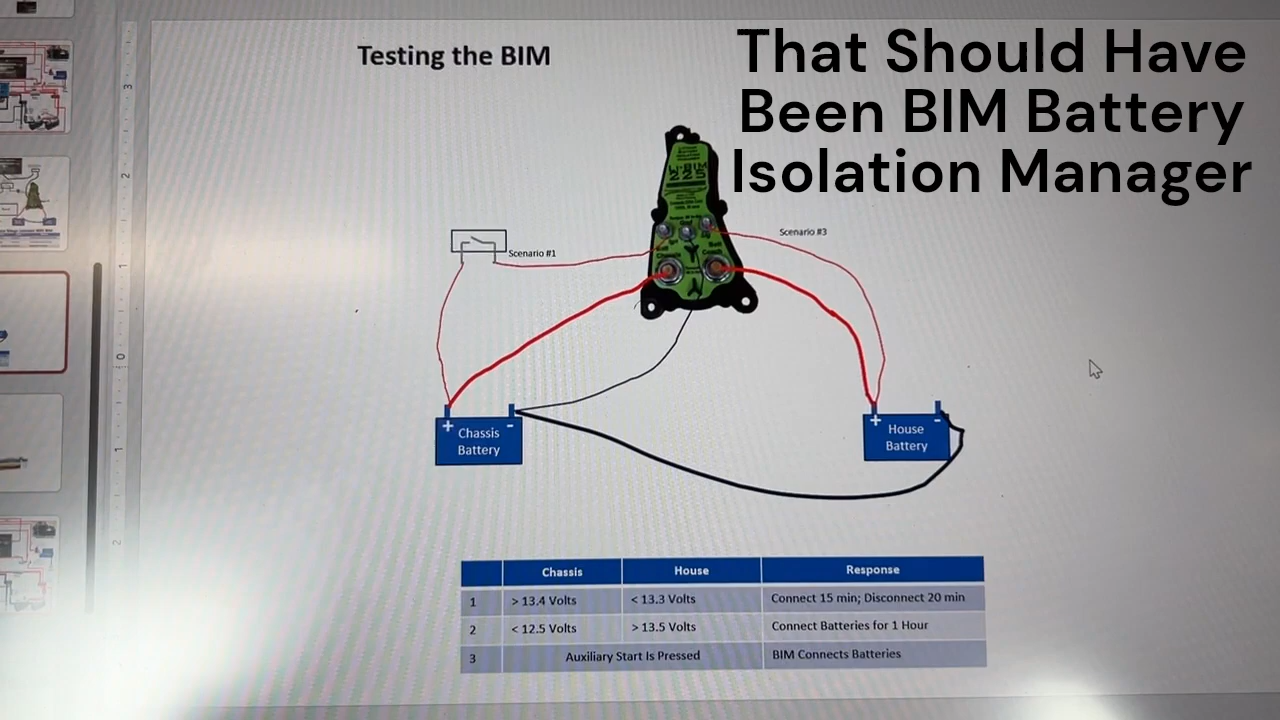 Testing the BIM
That Should Have
Been BIM Battery
Isolation Manager
225
Scenario #3
Scenario #1
+ Chassis -
Battery
+ House -
Battery
Chassis House Response
1 > 13.4 Volts < 13.3 Volts Connect 15 min; Disconnect 20 min
2 < 12.5 Volts > 13.5 Volts Connect Batteries for 1 Hour
3 Auxiliary Start Is Pressed BIM Connects Batteries